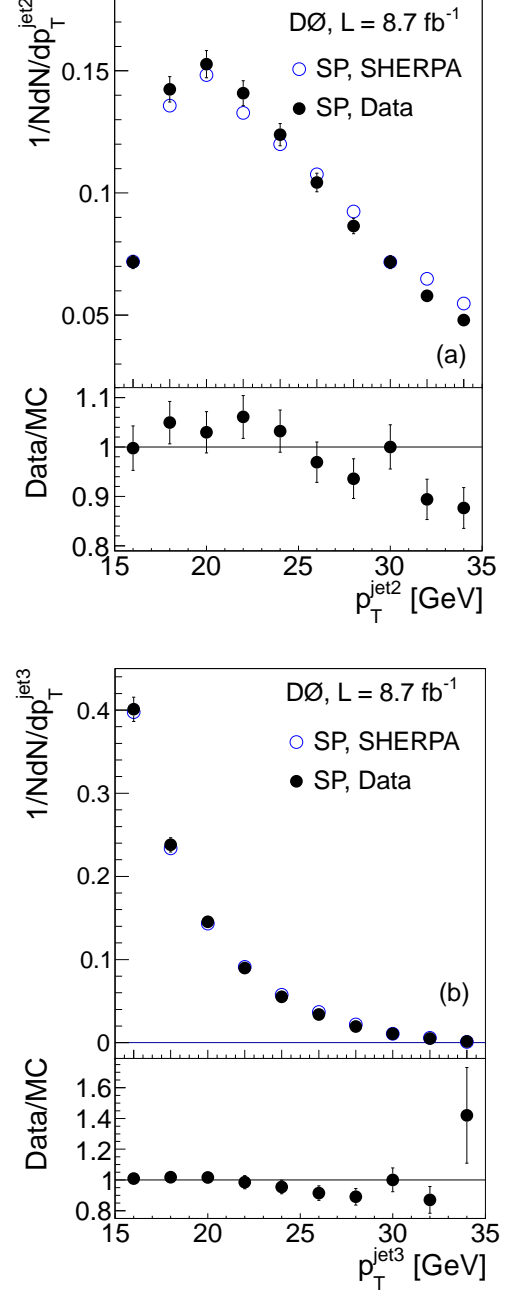 1/NdN/dp_T^jet2
DØ, L = 8.7 fb^-1
SP, SHERPA
SP, Data
0.15
0.1
0.05
(a)
Data/MC
1.1
1
0.9
0.8
15 20 25 30 35
p_T^jet2 [GeV]
1/NdN/dp_T^jet3
DØ, L = 8.7 fb^-1
SP, SHERPA
SP, Data
0.4
0.3
0.2
0.1
0
(b)
Data/MC
1.6
1.4
1.2
1
0.8
15 20 25 30 35
p_T^jet3 [GeV]